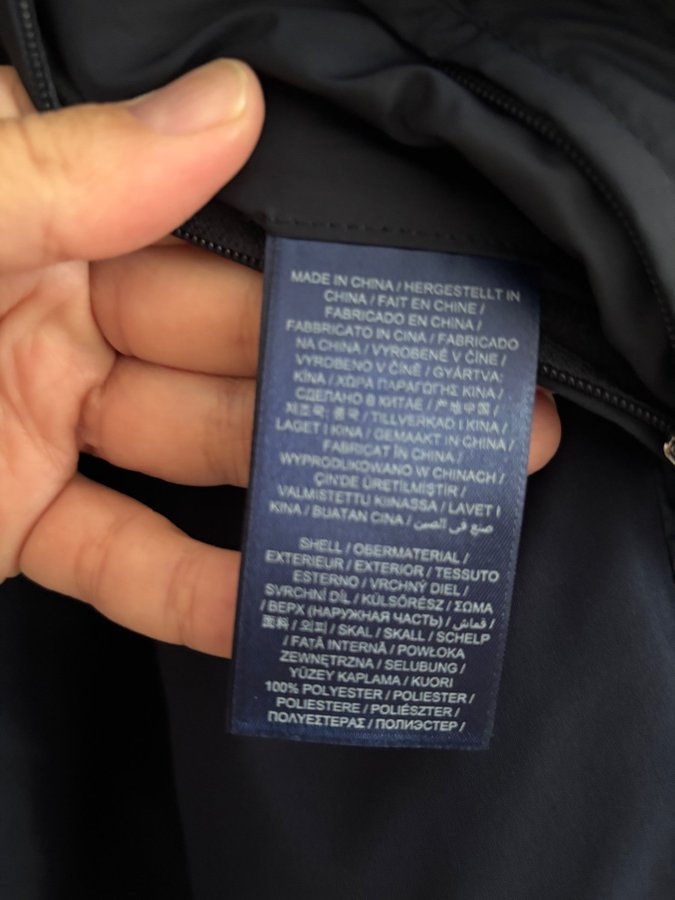 MADE IN CHINA / HERGESTELLT IN
CHINA / FAIT EN CHINE /
FABRICADO EN CHINA /
FABBRICATO IN CINA / FABRICADO
NA CHINA / VYROBENÉ V ČÍNE /
VYROBENO V ČÍNĚ / GYÁRTVA:
KÍNA / ΧΩΡΑ ΠΑΡΑΓΩΓΗΣ ΚΙΝΑ /
СДЕЛАНО В КИТАЕ / 产地中国 /
제조국: 중국 / TILLVERKAD I KINA /
LAGET I KINA / GEMAAKT IN CHINA /
FABRICAT ÎN CHINA /
WYPRODUKOWANO W CHINACH /
ÇİN'DE ÜRETİLMİŞTİR /
VALMISTETTU KIINASSA / LAVET I
KINA / BUATAN CINA / صنع في الصين
SHELL / OBERMATERIAL /
EXTERIEUR / EXTERIOR / TESSUTO
ESTERNO / VRCHNÝ DIEL /
SVRCHNÍ DÍL / KÜLSŐRÉSZ / ΣΩΜΑ
/ ВЕРХ (НАРУЖНАЯ ЧАСТЬ) / قماش /
面料 / 외피 / SKAL / SKALL / SCHELP
/ FAȚĂ INTERNĂ / POWŁOKA
ZEWNĘTRZNA / SELUBUNG /
YÜZEY KAPLAMA / KUORI
100% POLYESTER / POLIESTER /
POLIESTERE / POLIÉSZTER /
ΠΟΛΥΕΣΤΕΡΑΣ / ПОЛИЭСТЕР /